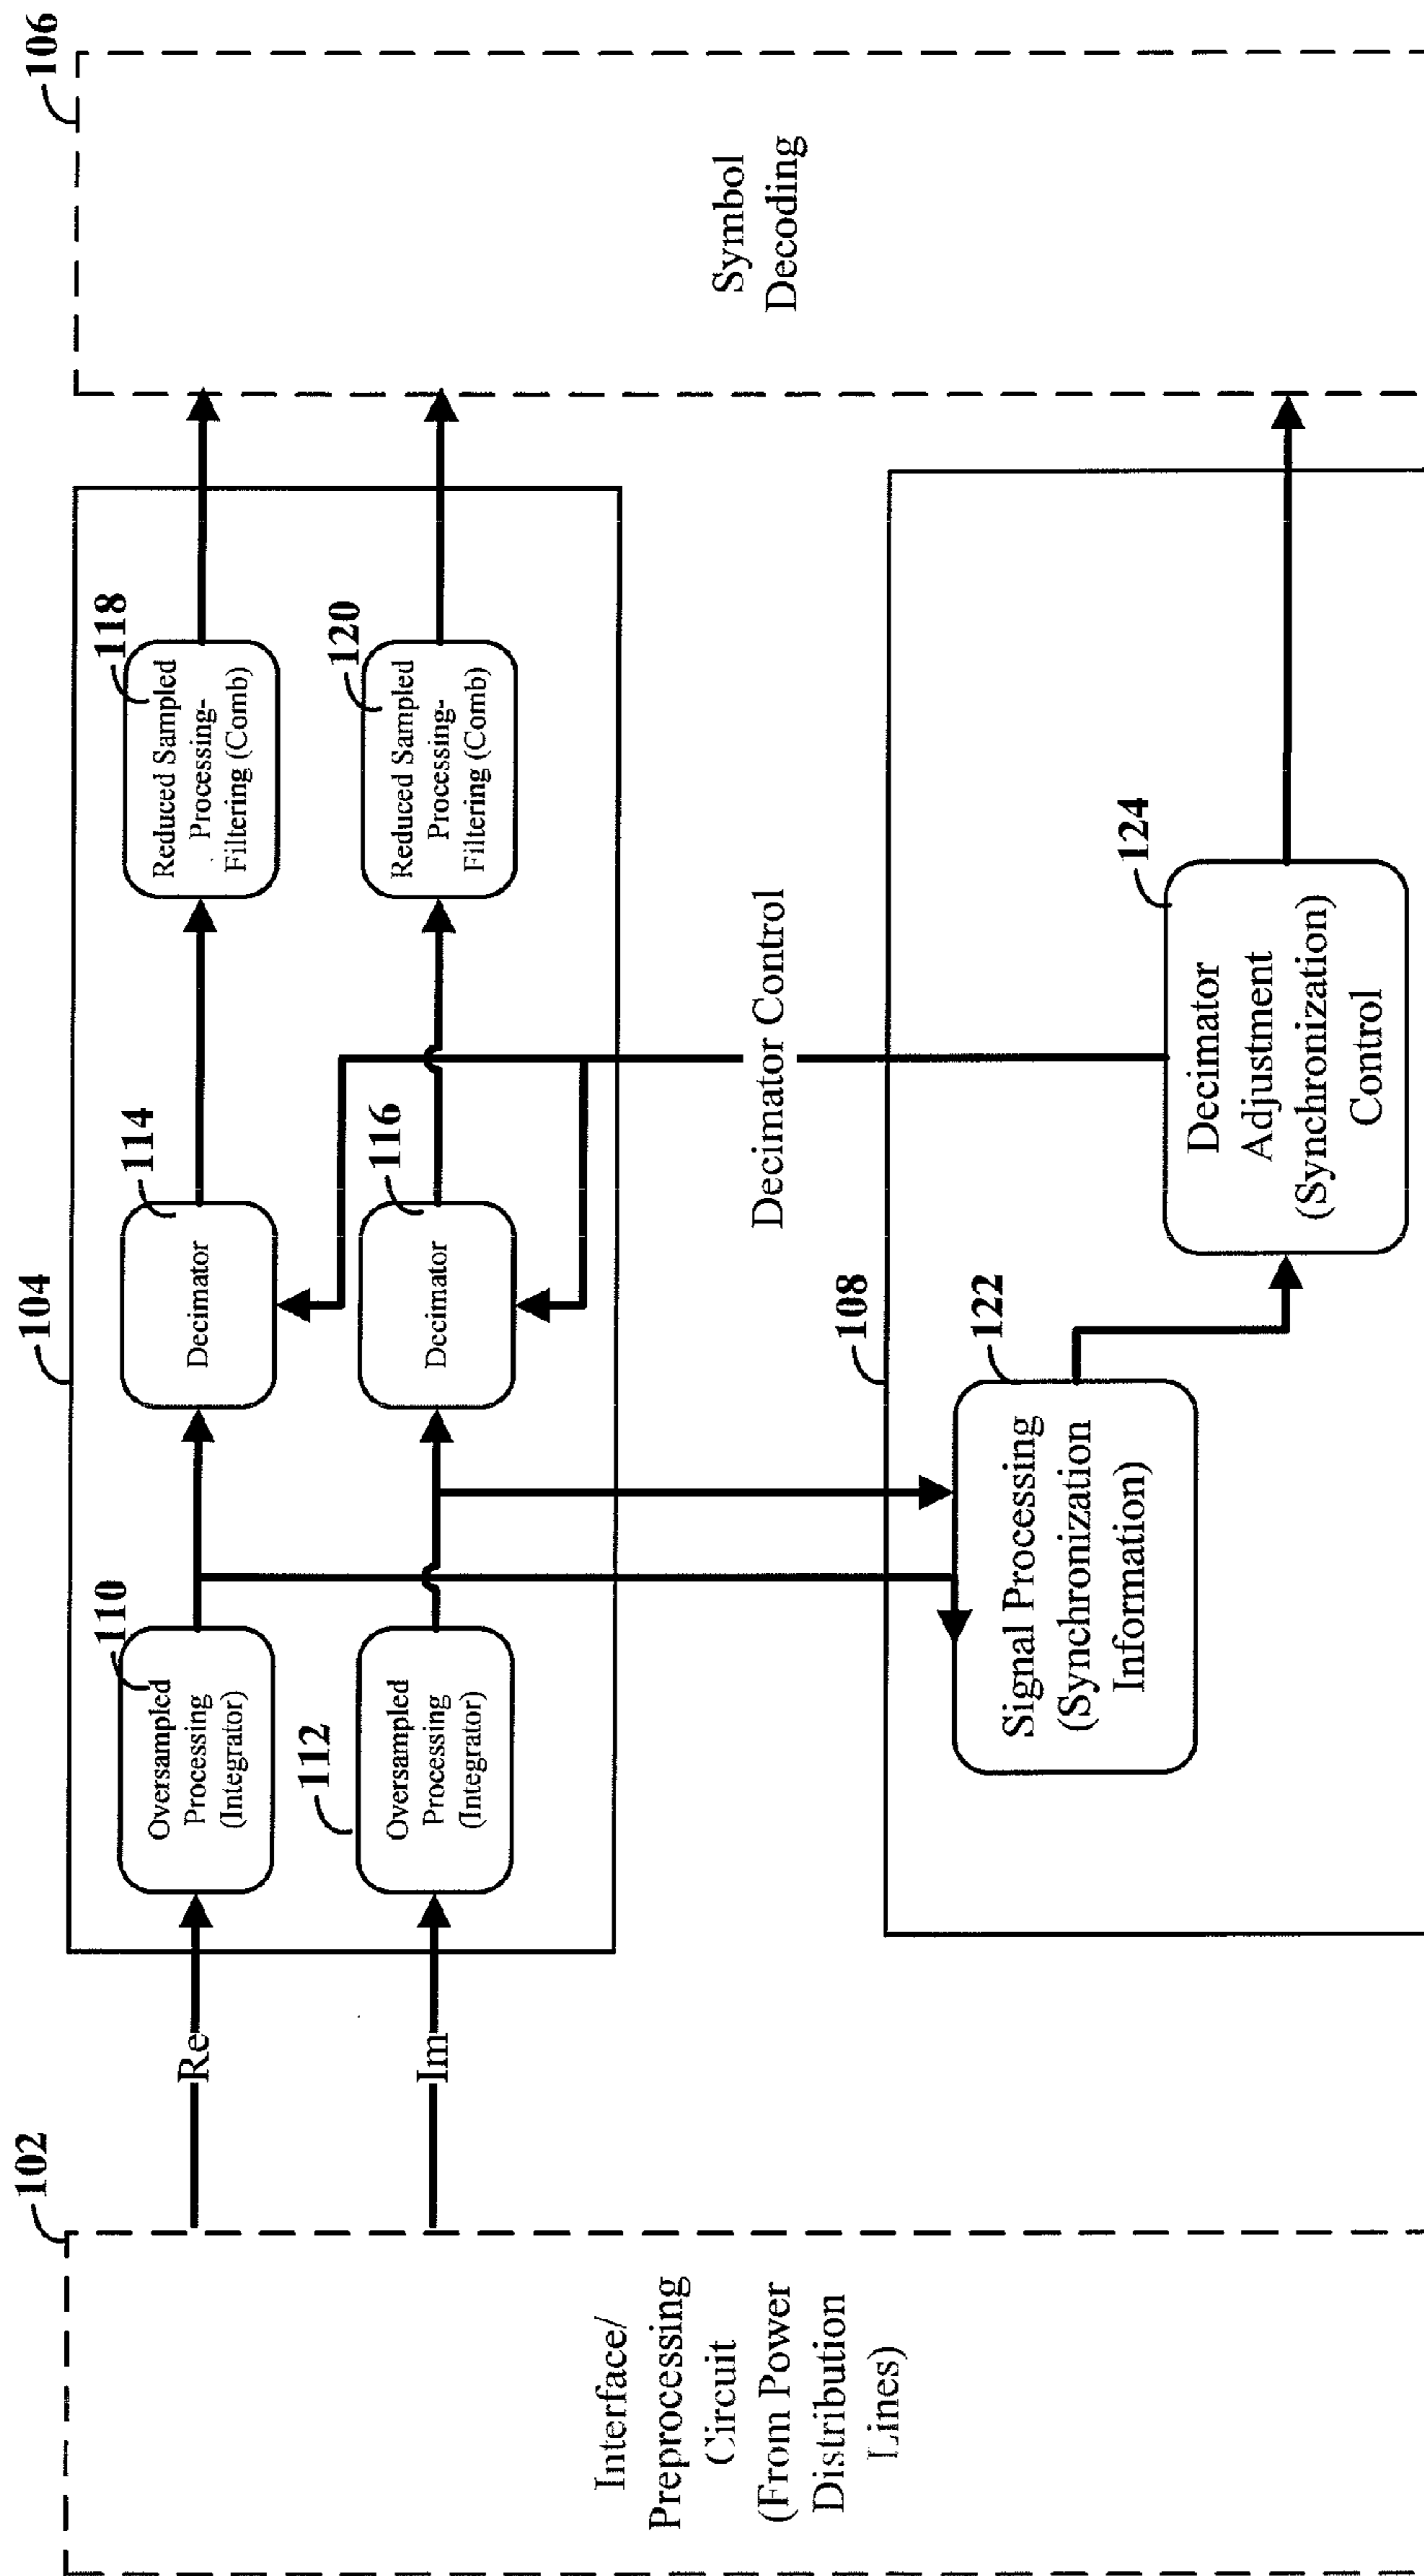 102
Interface/
Preprocessing
Circuit
(From Power
Distribution
Lines)
Re
Im
104
110
Oversampled
Processing
(Integrator)
112
Oversampled
Processing
(Integrator)
114
Decimator
116
Decimator
118
Reduced Sampled
Processing-
Filtering (Comb)
120
Reduced Sampled
Processing-
Filtering (Comb)
Decimator Control
108
122
Signal Processing
(Synchronization
Information)
124
Decimator
Adjustment
(Synchronization)
Control
106
Symbol
Decoding